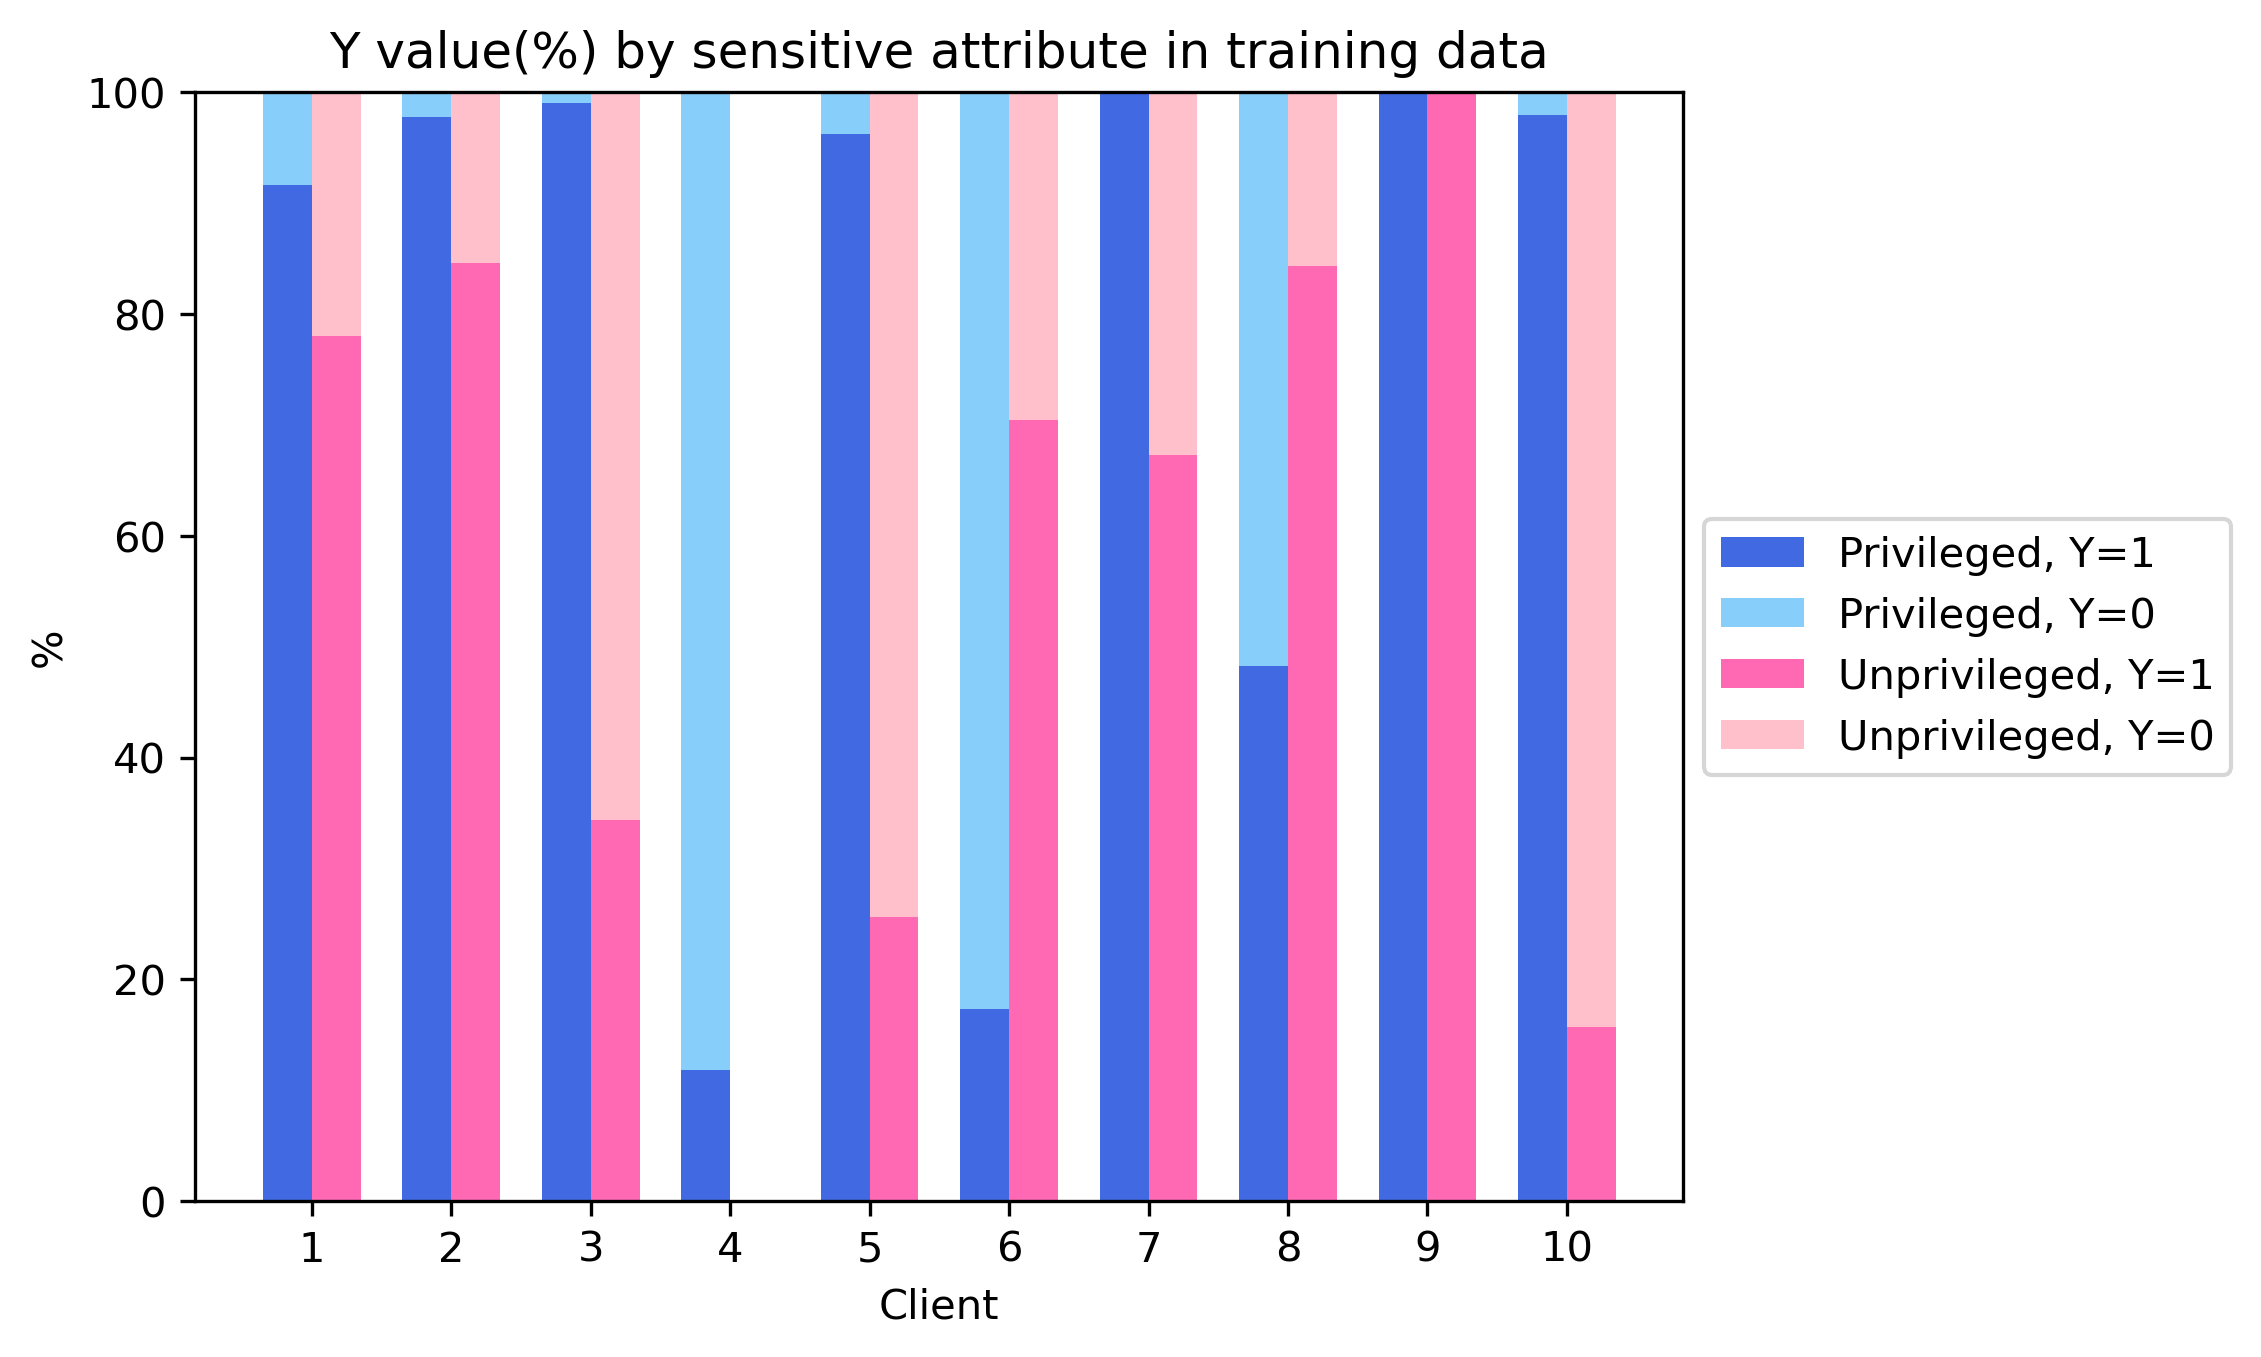 Y value(%) by sensitive attribute in training data
100
80
60
40
20
0
%
1 2 3 4 5 6 7 8 9 10
Client
Privileged, Y=1
Privileged, Y=0
Unprivileged, Y=1
Unprivileged, Y=0